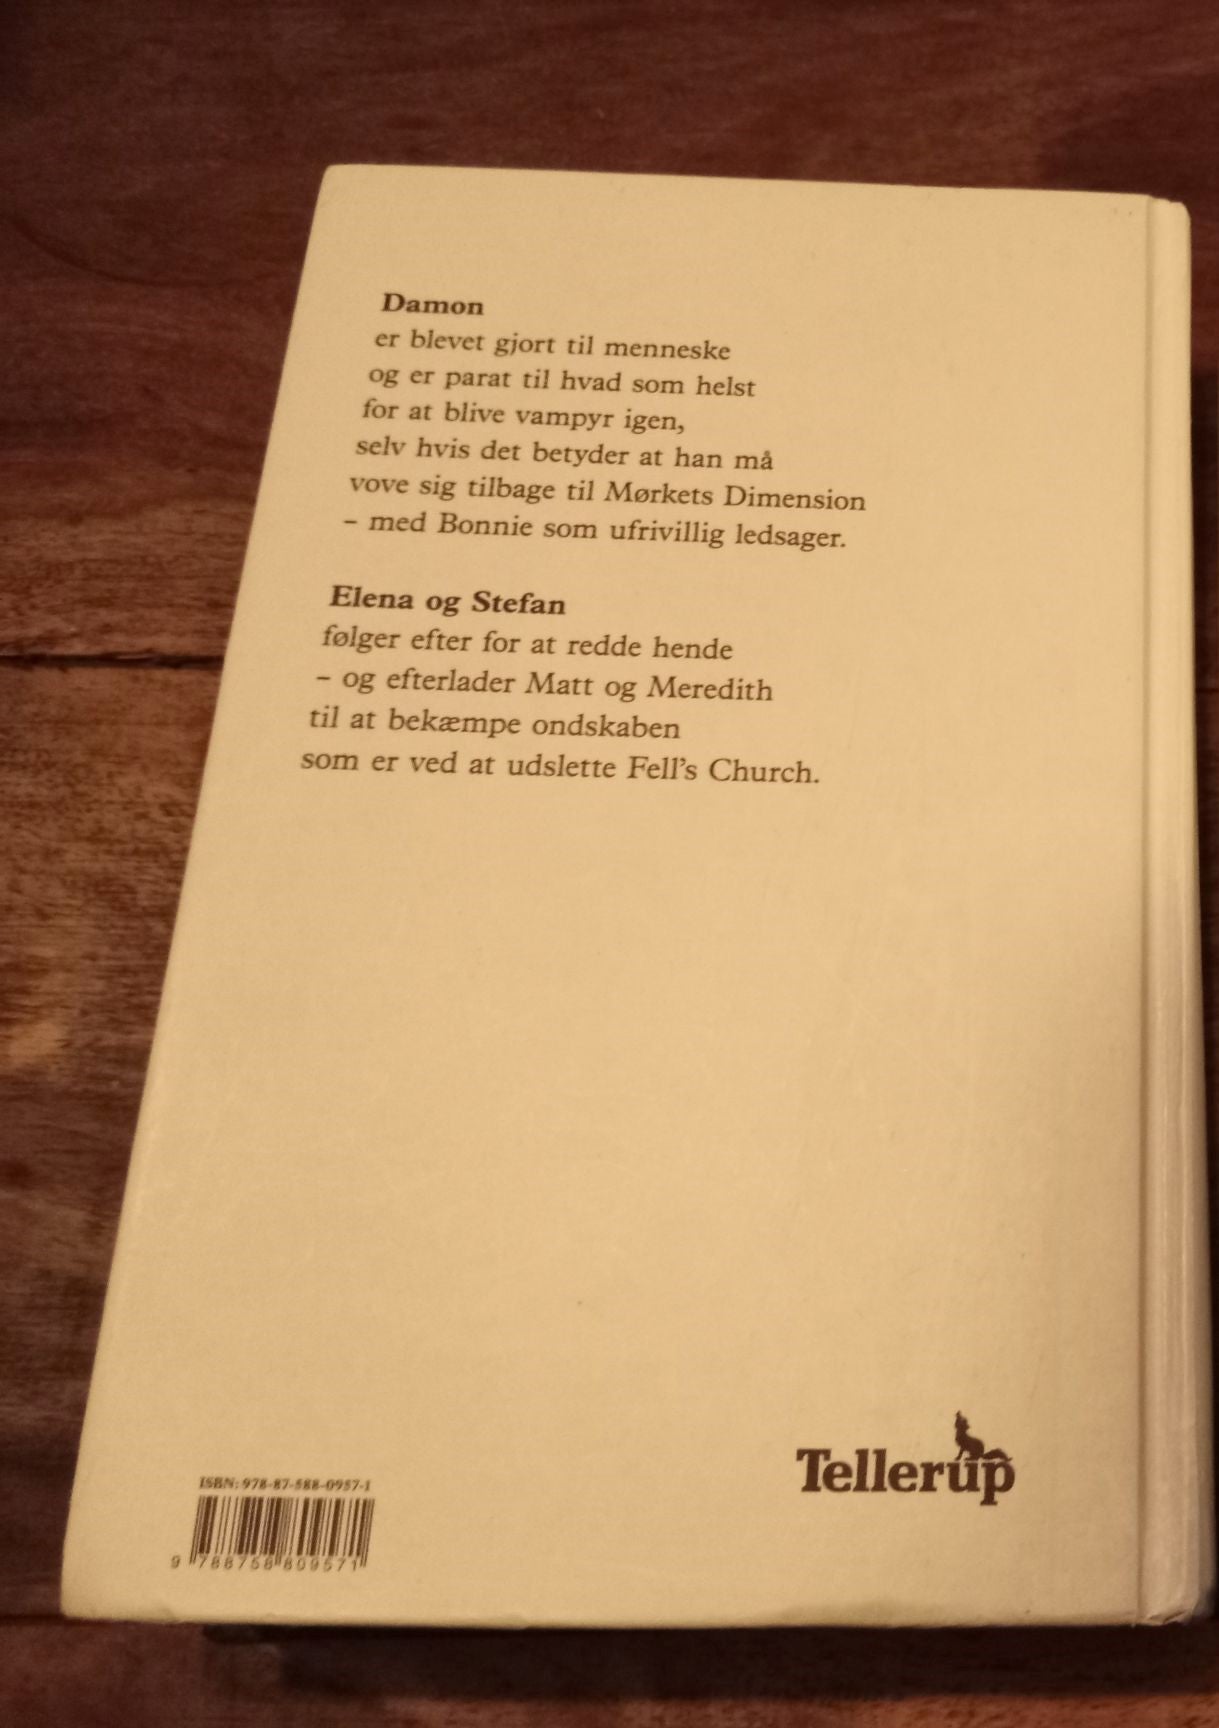 Damon
er blevet gjort til menneske
og er parat til hvad som helst
for at blive vampyr igen,
selv hvis det betyder at han må
vove sig tilbage til Mørkets Dimension
– med Bonnie som ufrivillig ledsager.
Elena og Stefan
følger efter for at redde hende
– og efterlader Matt og Meredith
til at bekæmpe ondskaben
som er ved at udslette Fell's Church.
ISBN: 978-87-588-0957-1
9 788758 809571
Tellerup